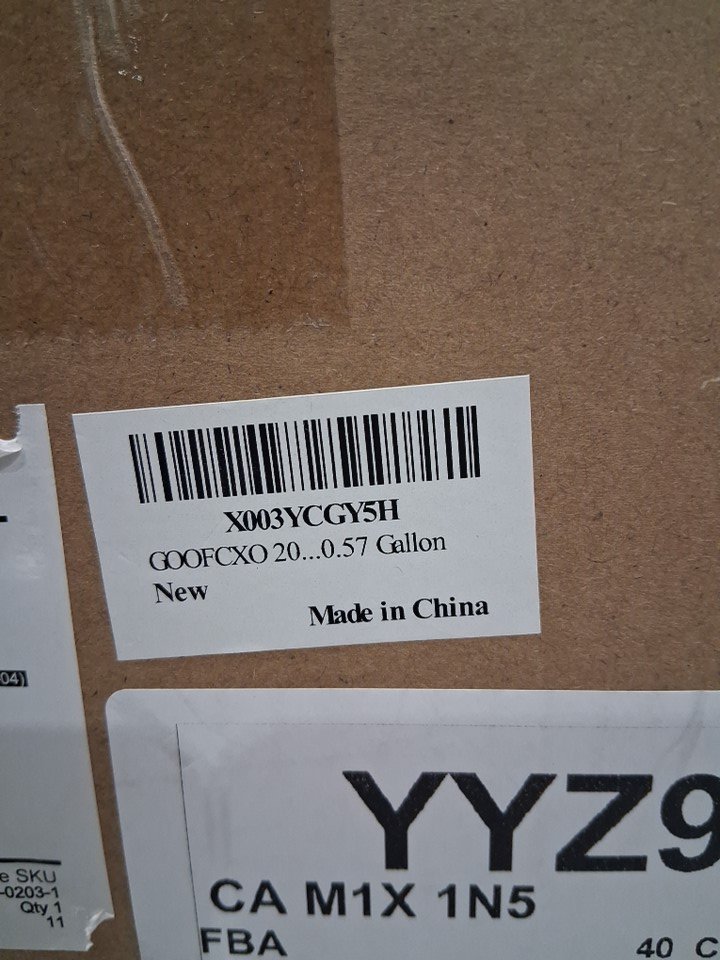 X003YCGY5H
GOOFCXO 20...0.57 Gallon
New
Made in China
04)
e SKU
-0203-1
Qty 1
11
YYZ9
CA M1X 1N5
FBA
40 C